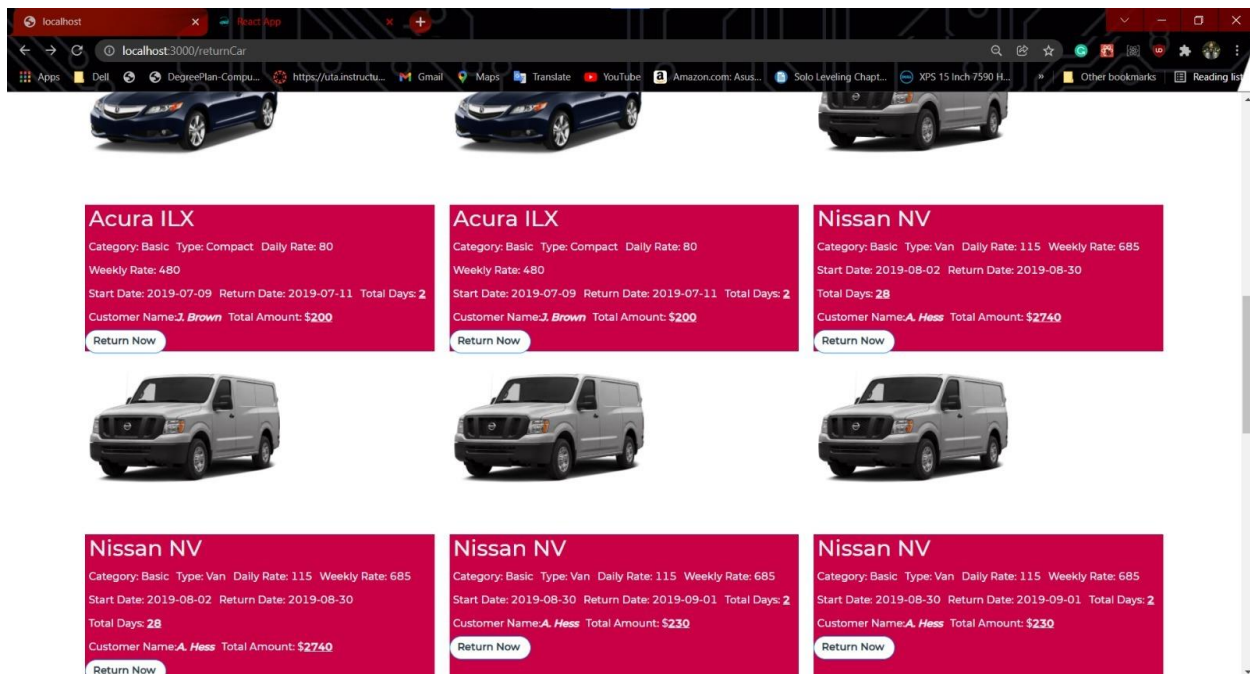 localhost
React App
localhost:3000/returnCar
Apps Dell DegreePlan-Compu... https://uta.instructu... Gmail Maps Translate YouTube Amazon.com: Asus... Solo Leveling Chapt... XPS 15 Inch 7590 H... » Other bookmarks Reading list
Acura ILX
Category: Basic Type: Compact Daily Rate: 80
Weekly Rate: 480
Start Date: 2019-07-09 Return Date: 2019-07-11 Total Days: 2
Customer Name:J. Brown Total Amount: $200
Return Now
Acura ILX
Category: Basic Type: Compact Daily Rate: 80
Weekly Rate: 480
Start Date: 2019-07-09 Return Date: 2019-07-11 Total Days: 2
Customer Name:J. Brown Total Amount: $200
Return Now
Nissan NV
Category: Basic Type: Van Daily Rate: 115 Weekly Rate: 685
Start Date: 2019-08-02 Return Date: 2019-08-30
Total Days: 28
Customer Name:A. Hess Total Amount: $2740
Return Now
Nissan NV
Category: Basic Type: Van Daily Rate: 115 Weekly Rate: 685
Start Date: 2019-08-02 Return Date: 2019-08-30
Total Days: 28
Customer Name:A. Hess Total Amount: $2740
Return Now
Nissan NV
Category: Basic Type: Van Daily Rate: 115 Weekly Rate: 685
Start Date: 2019-08-30 Return Date: 2019-09-01 Total Days: 2
Customer Name:A. Hess Total Amount: $230
Return Now
Nissan NV
Category: Basic Type: Van Daily Rate: 115 Weekly Rate: 685
Start Date: 2019-08-30 Return Date: 2019-09-01 Total Days: 2
Customer Name:A. Hess Total Amount: $230
Return Now